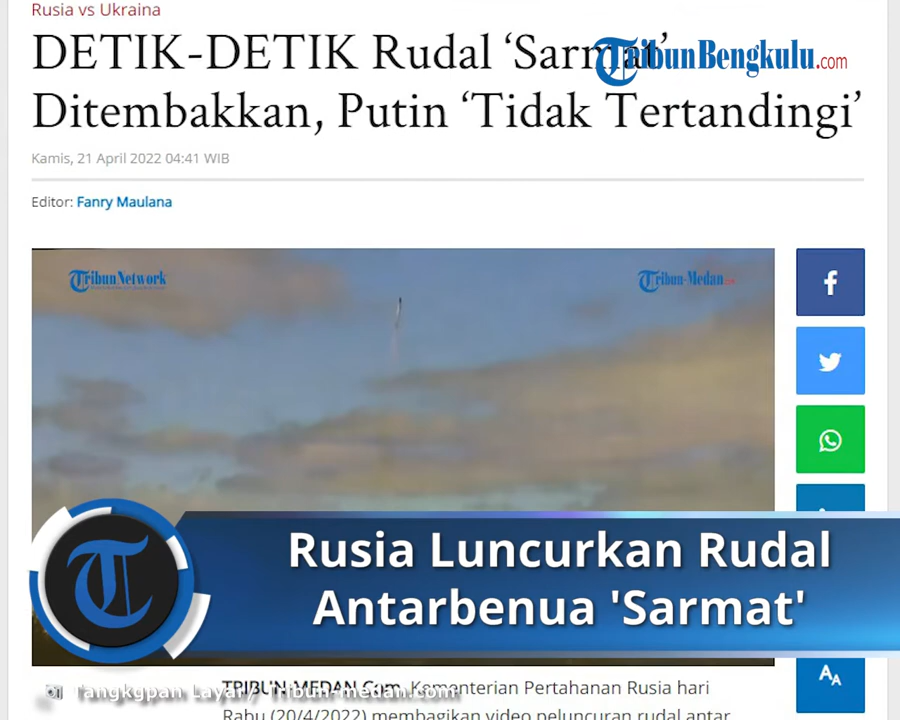 Rusia vs Ukraina
DETIK-DETIK Rudal ‘Sarmat’
TribunBengkulu.com
Ditembakkan, Putin ‘Tidak Tertandingi’
Kamis, 21 April 2022 04:41 WIB
Editor: Fanry Maulana
TribunNetwork
Tribun-Medan.com
Rusia Luncurkan Rudal
Antarbenua 'Sarmat'
TRIBUN-MEDAN.Com, Kementerian Pertahanan Rusia hari
Tangkgpan Layar/ Tribun-medan.com
Rabu (20/4/2022) membagikan video peluncuran rudal antar